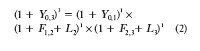 (1 + Y₀,₃)³ = (1 + Y₀,₁)¹ ×
(1 + F₁,₂ + L₂)¹ × (1 + F₂,₃ + L₃)¹ (2)